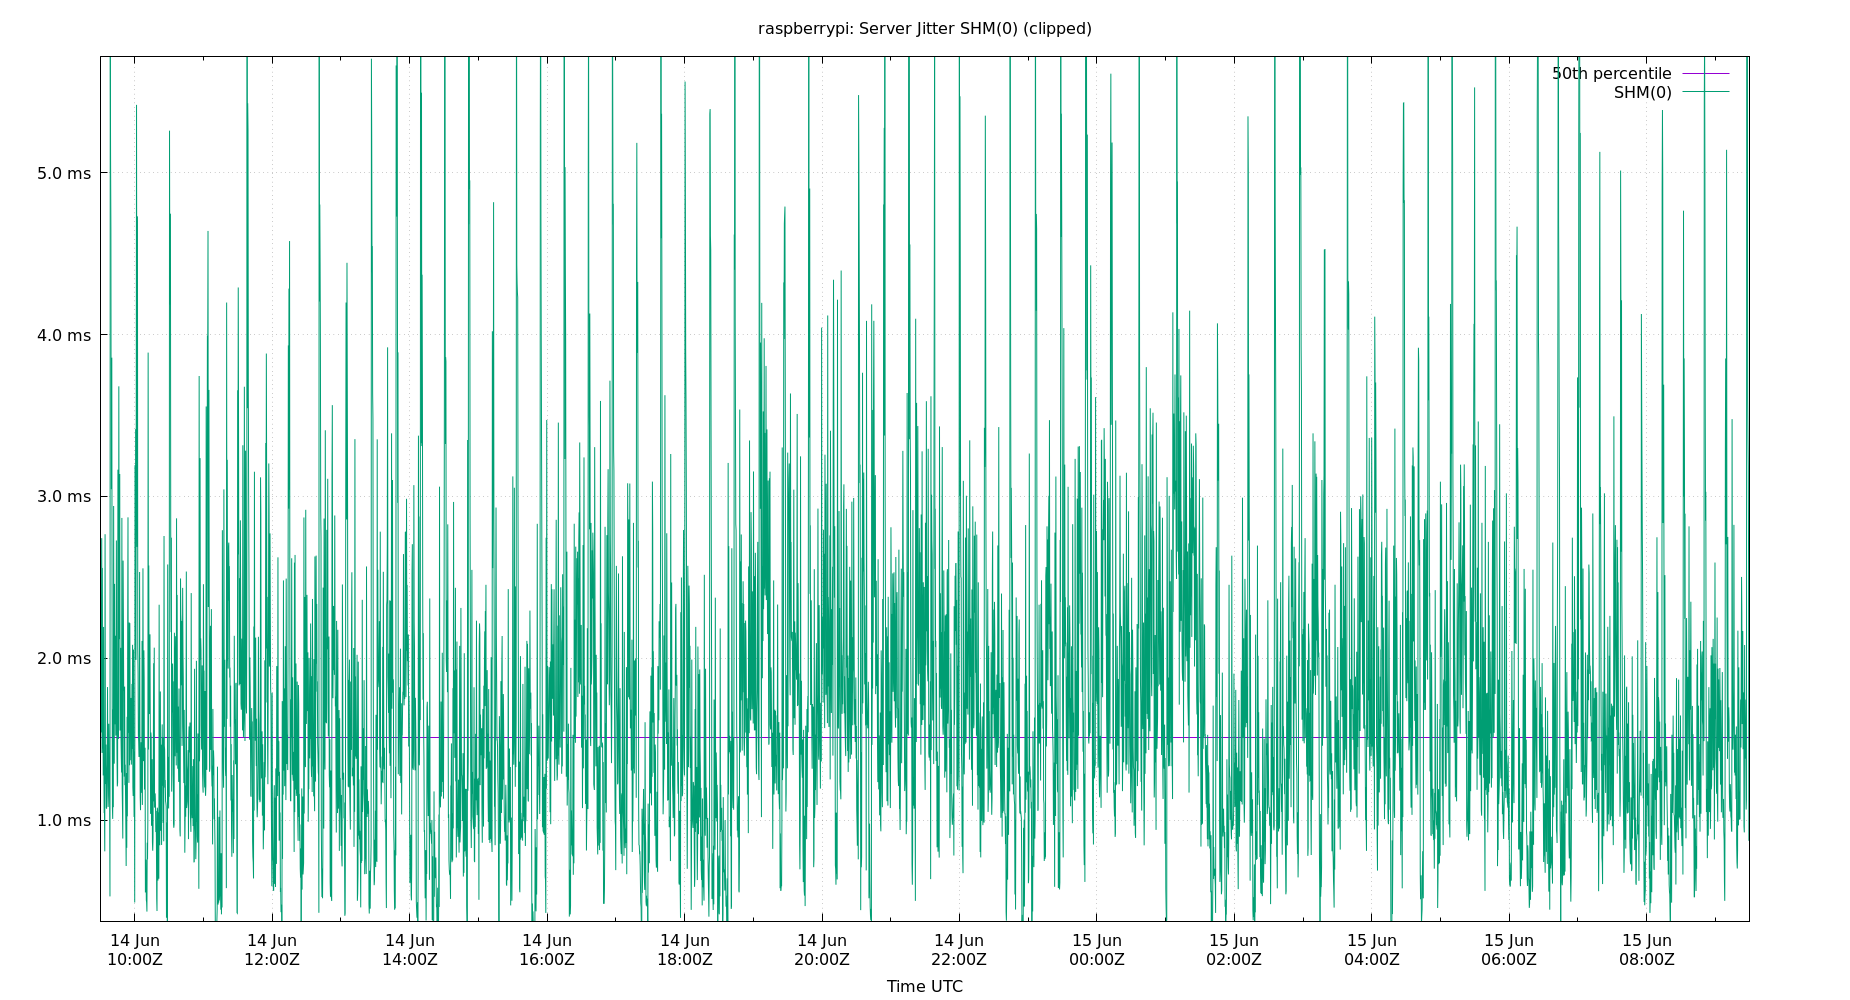 raspberrypi: Server Jitter SHM(0) (clipped)
50th percentile
SHM(0)
5.0 ms
4.0 ms
3.0 ms
2.0 ms
1.0 ms
14 Jun 14 Jun 14 Jun 14 Jun 14 Jun 14 Jun 14 Jun 15 Jun 15 Jun 15 Jun 15 Jun 15 Jun
10:00Z 12:00Z 14:00Z 16:00Z 18:00Z 20:00Z 22:00Z 00:00Z 02:00Z 04:00Z 06:00Z 08:00Z
Time UTC